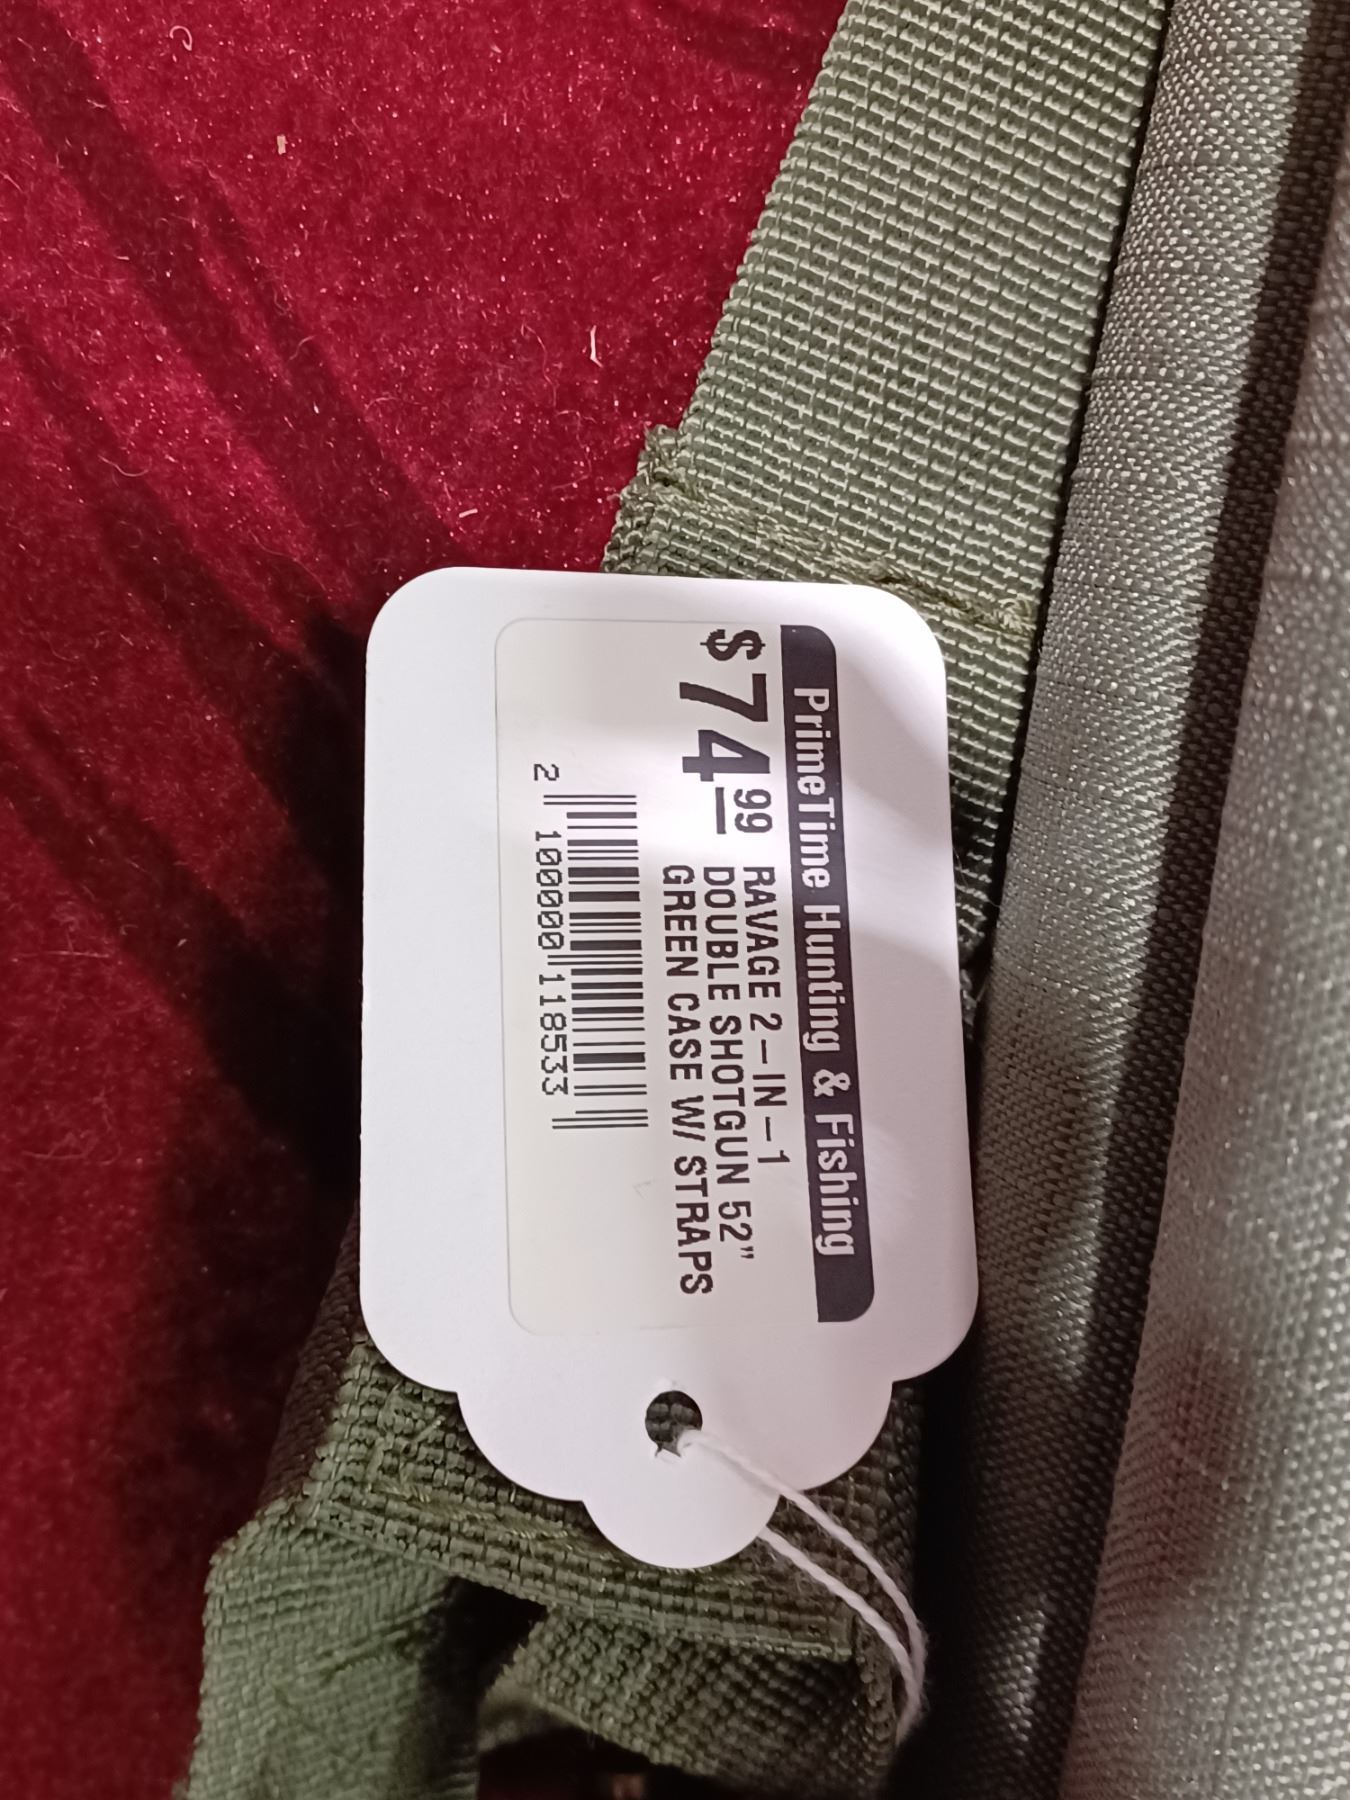 PrimeTime Hunting & Fishing
$74.99
RAVAGE 2-IN-1
DOUBLE SHOTGUN 52"
GREEN CASE W/ STRAPS
2 100000 118533